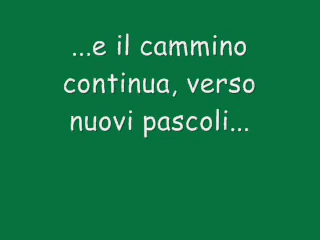 ...e il cammino
continua, verso
nuovi pascoli...